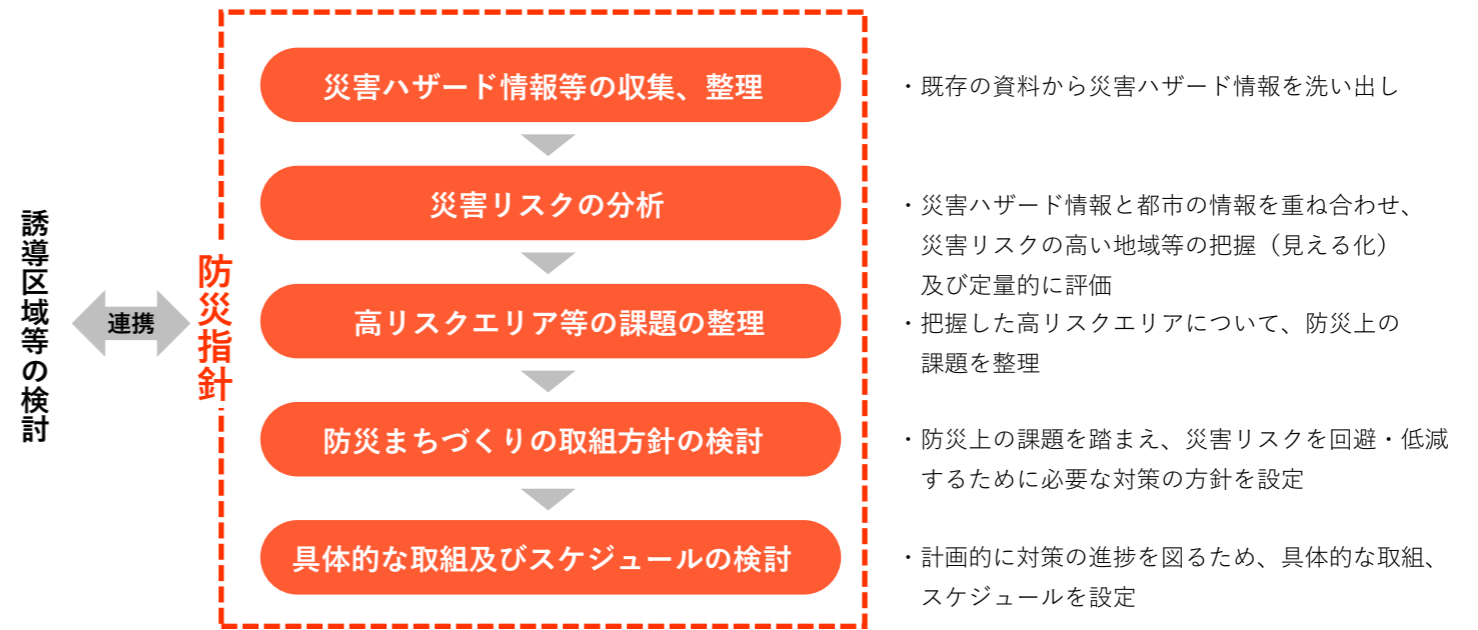 誘導区域等の検討
連携
防災指針
災害ハザード情報等の収集、整理
・既存の資料から災害ハザード情報を洗い出し
災害リスクの分析
・災害ハザード情報と都市の情報を重ね合わせ、
災害リスクの高い地域等の把握（見える化）
及び定量的に評価
高リスクエリア等の課題の整理
・把握した高リスクエリアについて、防災上の
課題を整理
防災まちづくりの取組方針の検討
・防災上の課題を踏まえ、災害リスクを回避・低減
するために必要な対策の方針を設定
具体的な取組及びスケジュールの検討
・計画的に対策の進捗を図るため、具体的な取組、
スケジュールを設定